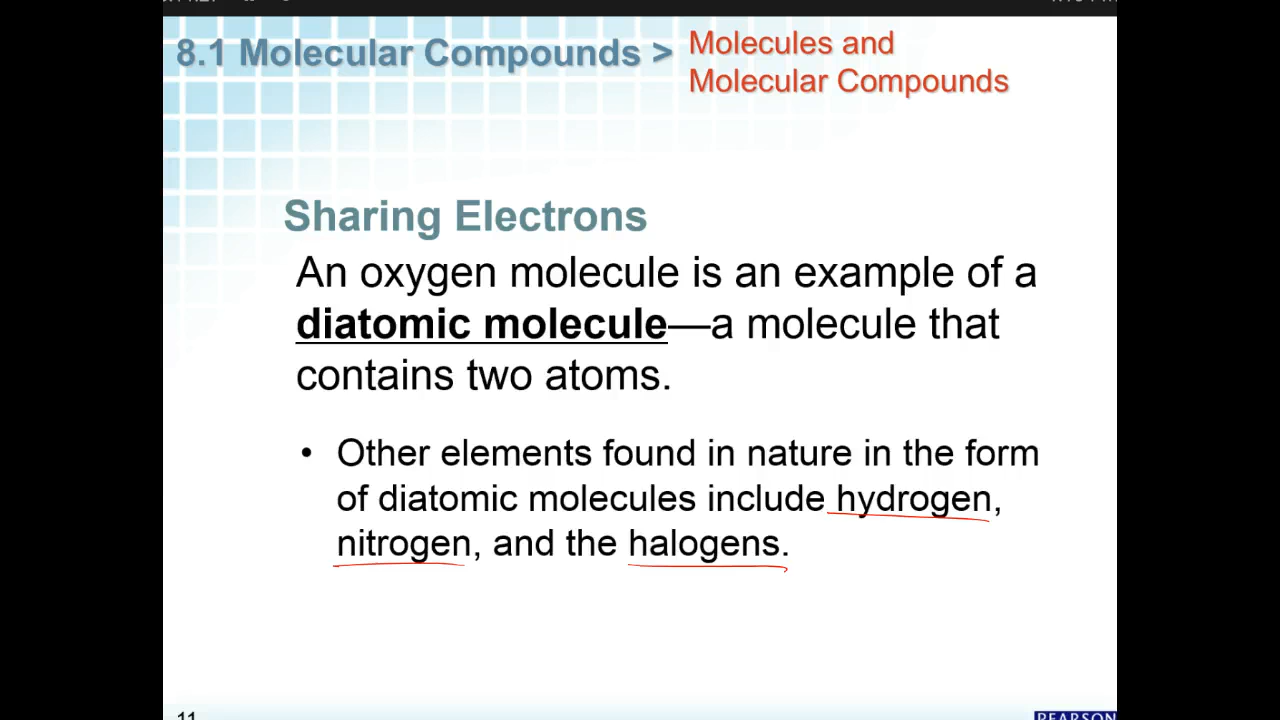 8.1 Molecular Compounds >
Molecules and
Molecular Compounds
Sharing Electrons
An oxygen molecule is an example of a
diatomic molecule—a molecule that
contains two atoms.
• Other elements found in nature in the form
of diatomic molecules include hydrogen,
nitrogen, and the halogens.
11
PEARSON